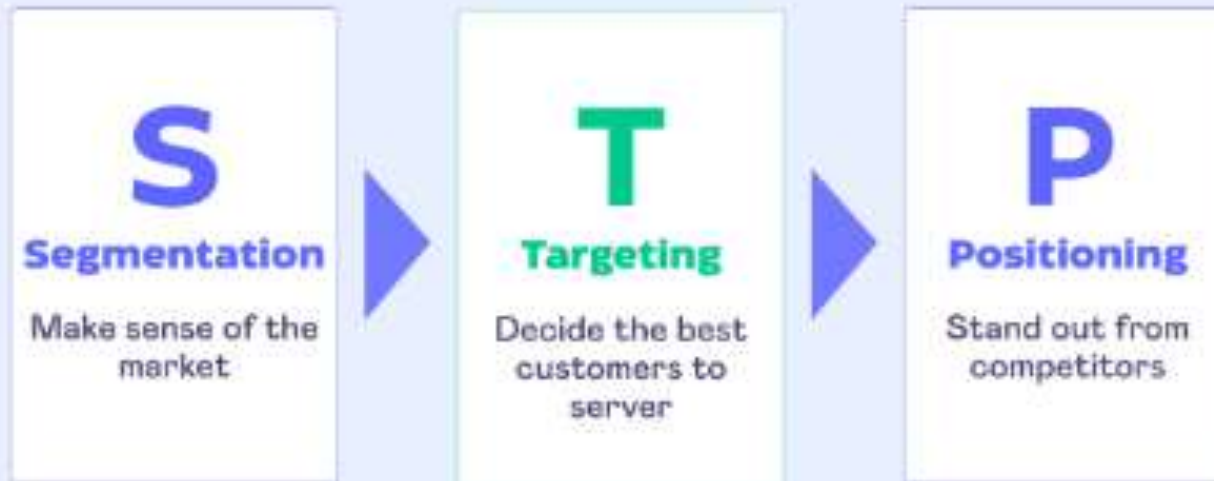 S
Segmentation
Make sense of the
market
T
Targeting
Decide the best
customers to
server
P
Positioning
Stand out from
competitors